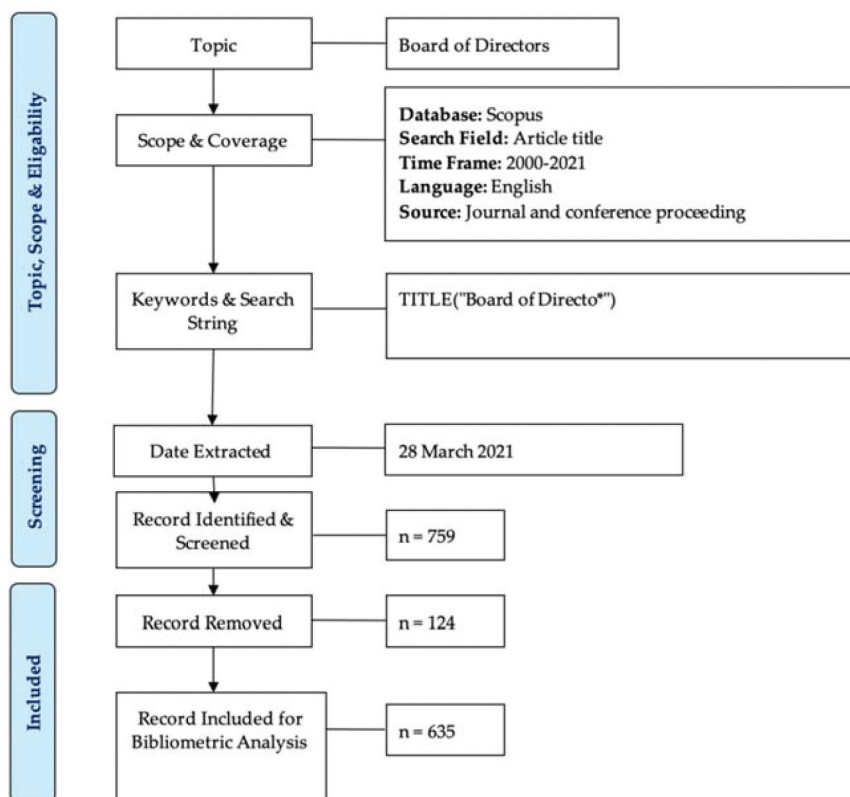 Topic, Scope & Eligability
Topic
Board of Directors
Scope & Coverage
Database: Scopus
Search Field: Article title
Time Frame: 2000-2021
Language: English
Source: Journal and conference proceeding
Keywords & Search
String
TITLE("Board of Directo*")
Screening
Date Extracted
28 March 2021
Record Identified &
Screened
n = 759
Included
Record Removed
n = 124
Record Included for
Bibliometric Analysis
n = 635